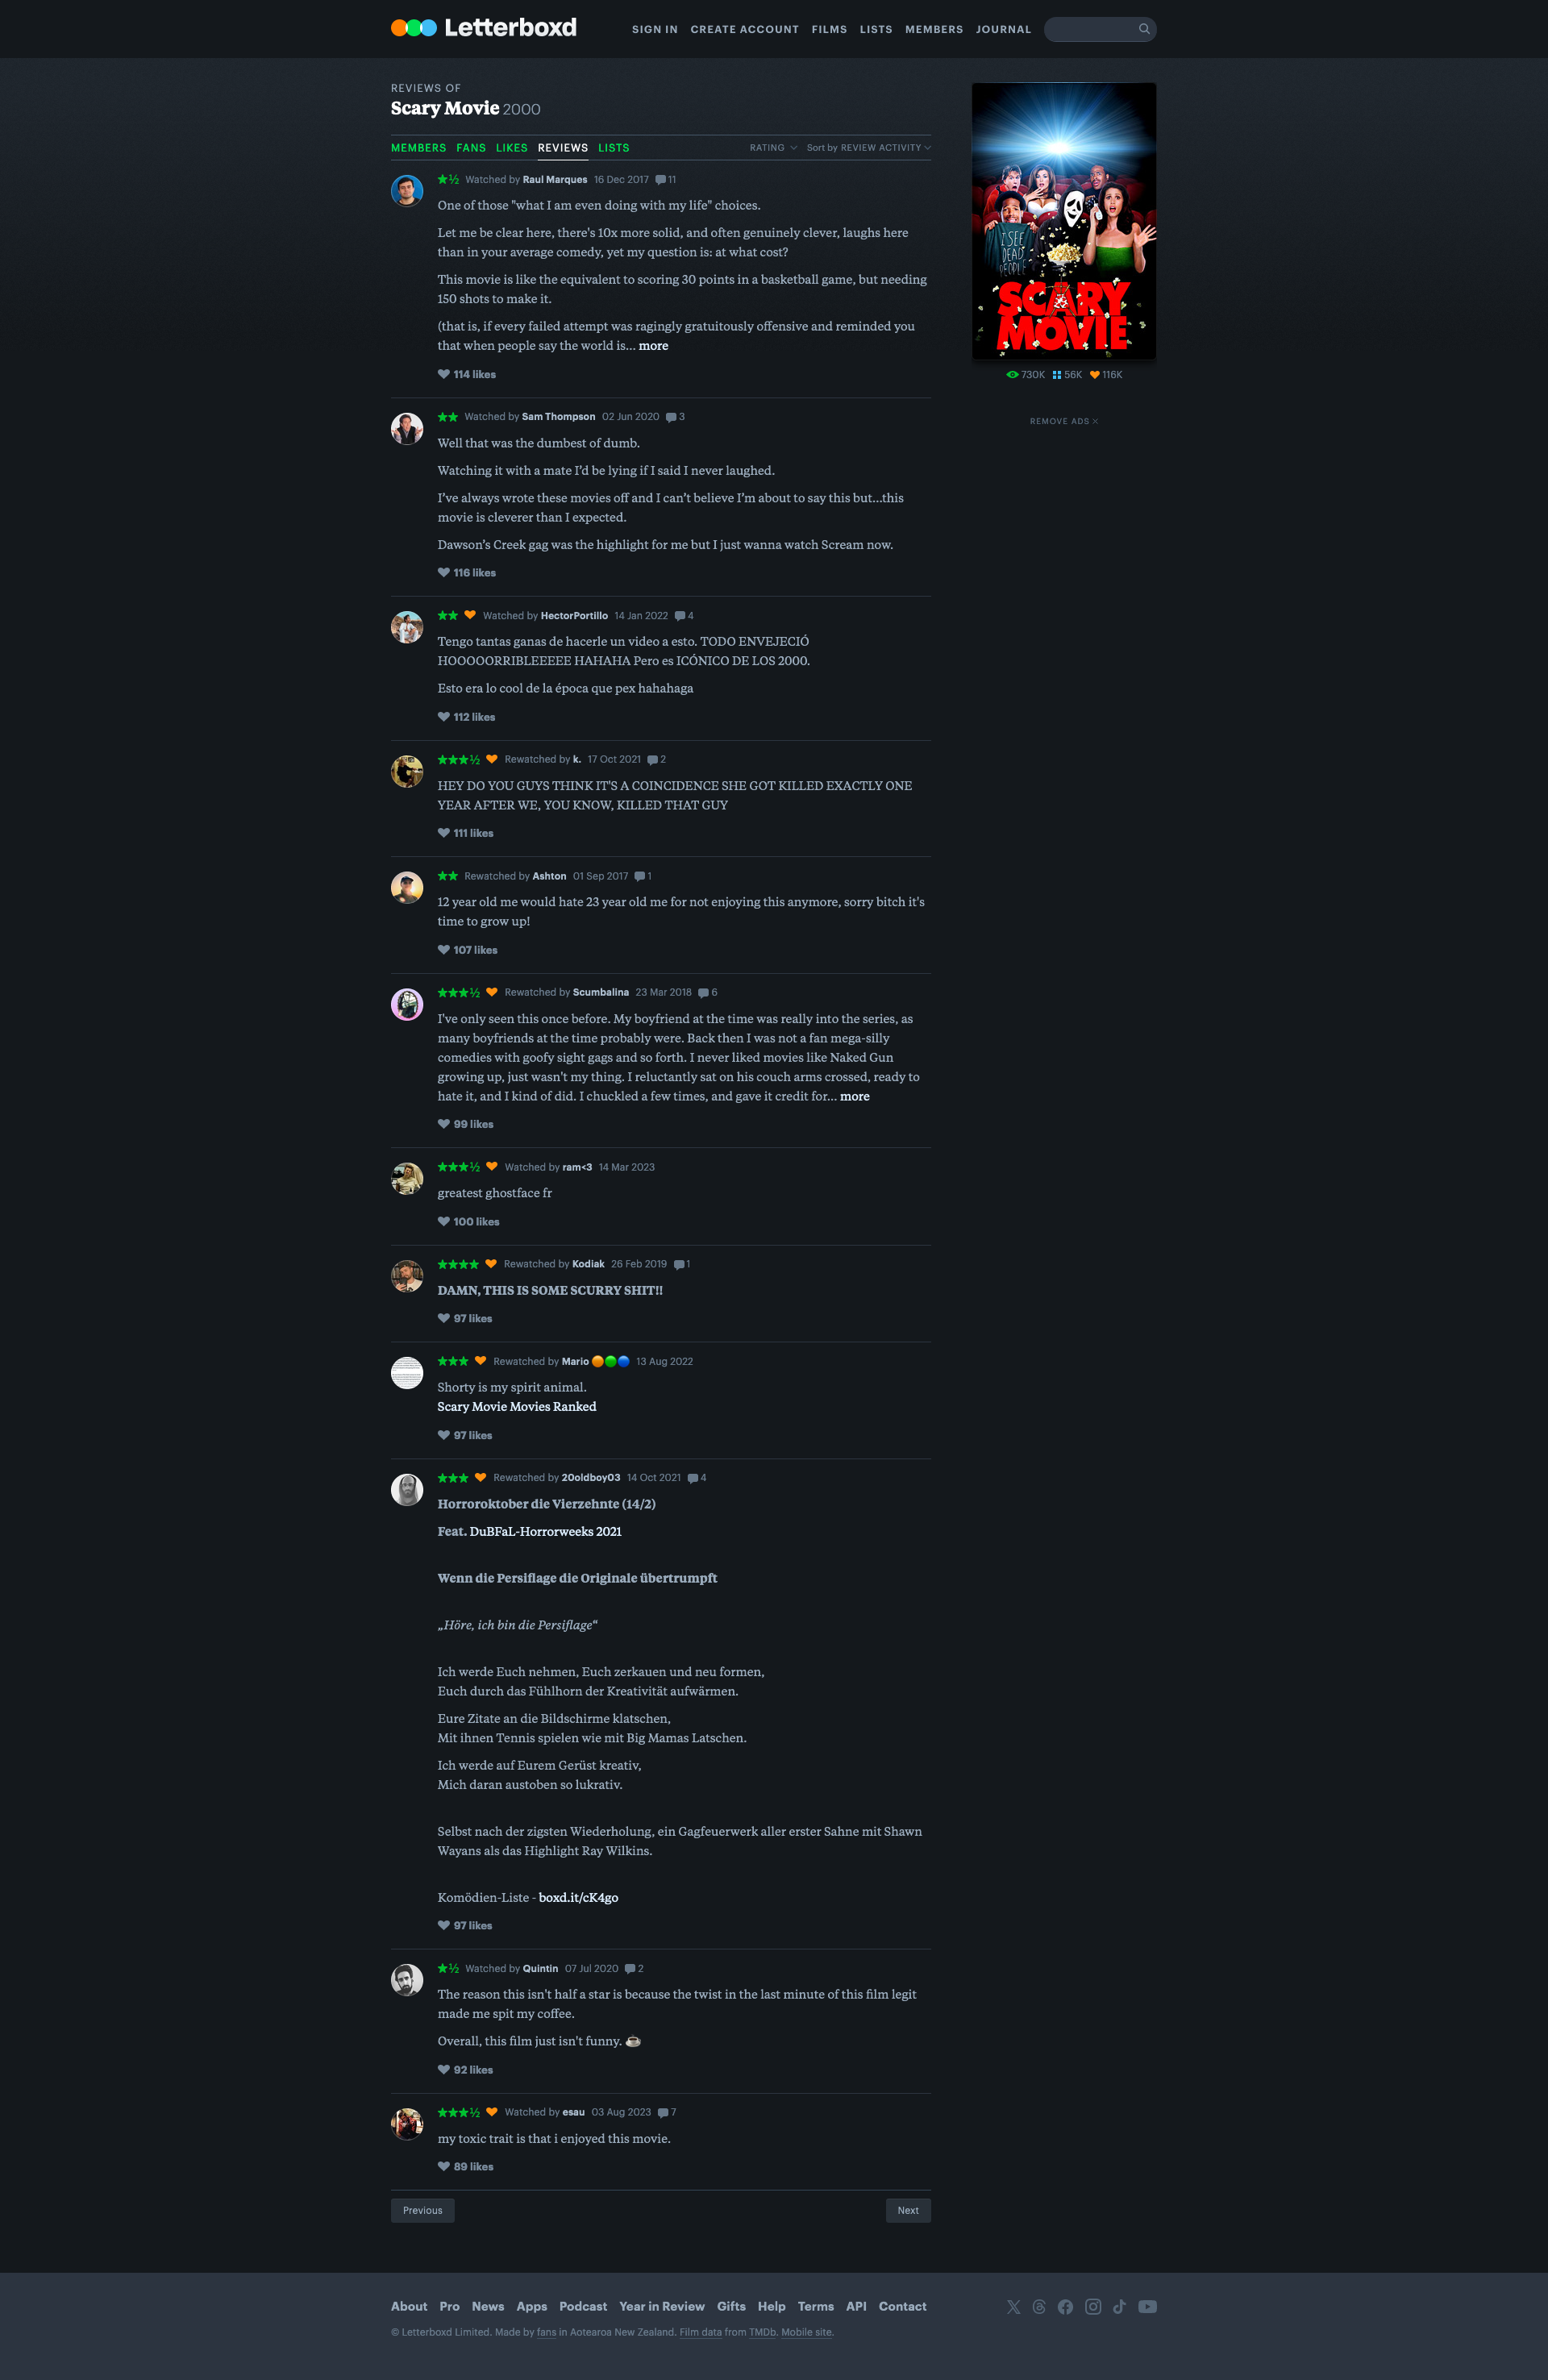 Letterboxd
SIGN IN CREATE ACCOUNT FILMS LISTS MEMBERS JOURNAL
REVIEWS OF
Scary Movie 2000
MEMBERS FANS LIKES REVIEWS LISTS
RATING Sort by REVIEW ACTIVITY
★½ Watched by Raul Marques 16 Dec 2017 11
One of those "what I am even doing with my life" choices.
Let me be clear here, there's 10x more solid, and often genuinely clever, laughs here
than in your average comedy, yet my question is: at what cost?
This movie is like the equivalent to scoring 30 points in a basketball game, but needing
150 shots to make it.
(that is, if every failed attempt was ragingly gratuitously offensive and reminded you
that when people say the world is... more
114 likes
★★ Watched by Sam Thompson 02 Jun 2020 3
Well that was the dumbest of dumb.
Watching it with a mate I'd be lying if I said I never laughed.
I've always wrote these movies off and I can't believe I'm about to say this but...this
movie is cleverer than I expected.
Dawson's Creek gag was the highlight for me but I just wanna watch Scream now.
116 likes
★★ Watched by HectorPortillo 14 Jan 2022 4
Tengo tantas ganas de hacerle un video a esto. TODO ENVEJECIÓ
HOOOOORRIBLEEEEE HAHAHA Pero es ICÓNICO DE LOS 2000.
Esto era lo cool de la época que pex hahahaga
112 likes
★★★½ Rewatched by k. 17 Oct 2021 2
HEY DO YOU GUYS THINK IT'S A COINCIDENCE SHE GOT KILLED EXACTLY ONE
YEAR AFTER WE, YOU KNOW, KILLED THAT GUY
111 likes
★★ Rewatched by Ashton 01 Sep 2017 1
12 year old me would hate 23 year old me for not enjoying this anymore, sorry bitch it's
time to grow up!
107 likes
★★★½ Rewatched by Scumbalina 23 Mar 2018 6
I've only seen this once before. My boyfriend at the time was really into the series, as
many boyfriends at the time probably were. Back then I was not a fan mega-silly
comedies with goofy sight gags and so forth. I never liked movies like Naked Gun
growing up, just wasn't my thing. I reluctantly sat on his couch arms crossed, ready to
hate it, and I kind of did. I chuckled a few times, and gave it credit for... more
99 likes
★★★½ Watched by ram<3 14 Mar 2023
greatest ghostface fr
100 likes
★★★★ Rewatched by Kodiak 26 Feb 2019 1
DAMN, THIS IS SOME SCURRY SHIT!!
97 likes
★★★ Rewatched by Mario 🟠🟢🔵 13 Aug 2022
Shorty is my spirit animal.
Scary Movie Movies Ranked
97 likes
★★★ Rewatched by 20oldboy03 14 Oct 2021 4
Horroroktober die Vierzehnte (14/2)
Feat. DuBFaL-Horrorweeks 2021
Wenn die Persiflage die Originale übertrumpft
„Höre, ich bin die Persiflage“
Ich werde Euch nehmen, Euch zerkauen und neu formen,
Euch durch das Fühlhorn der Kreativität aufwärmen.
Eure Zitate an die Bildschirme klatschen,
Mit ihnen Tennis spielen wie mit Big Mamas Latschen.
Ich werde auf Eurem Gerüst kreativ,
Mich daran austoben so lukrativ.
Selbst nach der zigsten Wiederholung, ein Gagfeuerwerk aller erster Sahne mit Shawn
Wayans als das Highlight Ray Wilkins.
Komödien-Liste - boxd.it/cK4go
97 likes
★½ Watched by Quintin 07 Jul 2020 2
The reason this isn't half a star is because the twist in the last minute of this film legit
made me spit my coffee.
Overall, this film just isn't funny. ☕
92 likes
★★★½ Watched by esau 03 Aug 2023 7
my toxic trait is that i enjoyed this movie.
89 likes
Previous Next
I SEE
DEAD
PEOPLE
SCARY
MOVIE
730K 56K 116K
REMOVE ADS
About Pro News Apps Podcast Year in Review Gifts Help Terms API Contact
© Letterboxd Limited. Made by fans in Aotearoa New Zealand. Film data from TMDb. Mobile site.